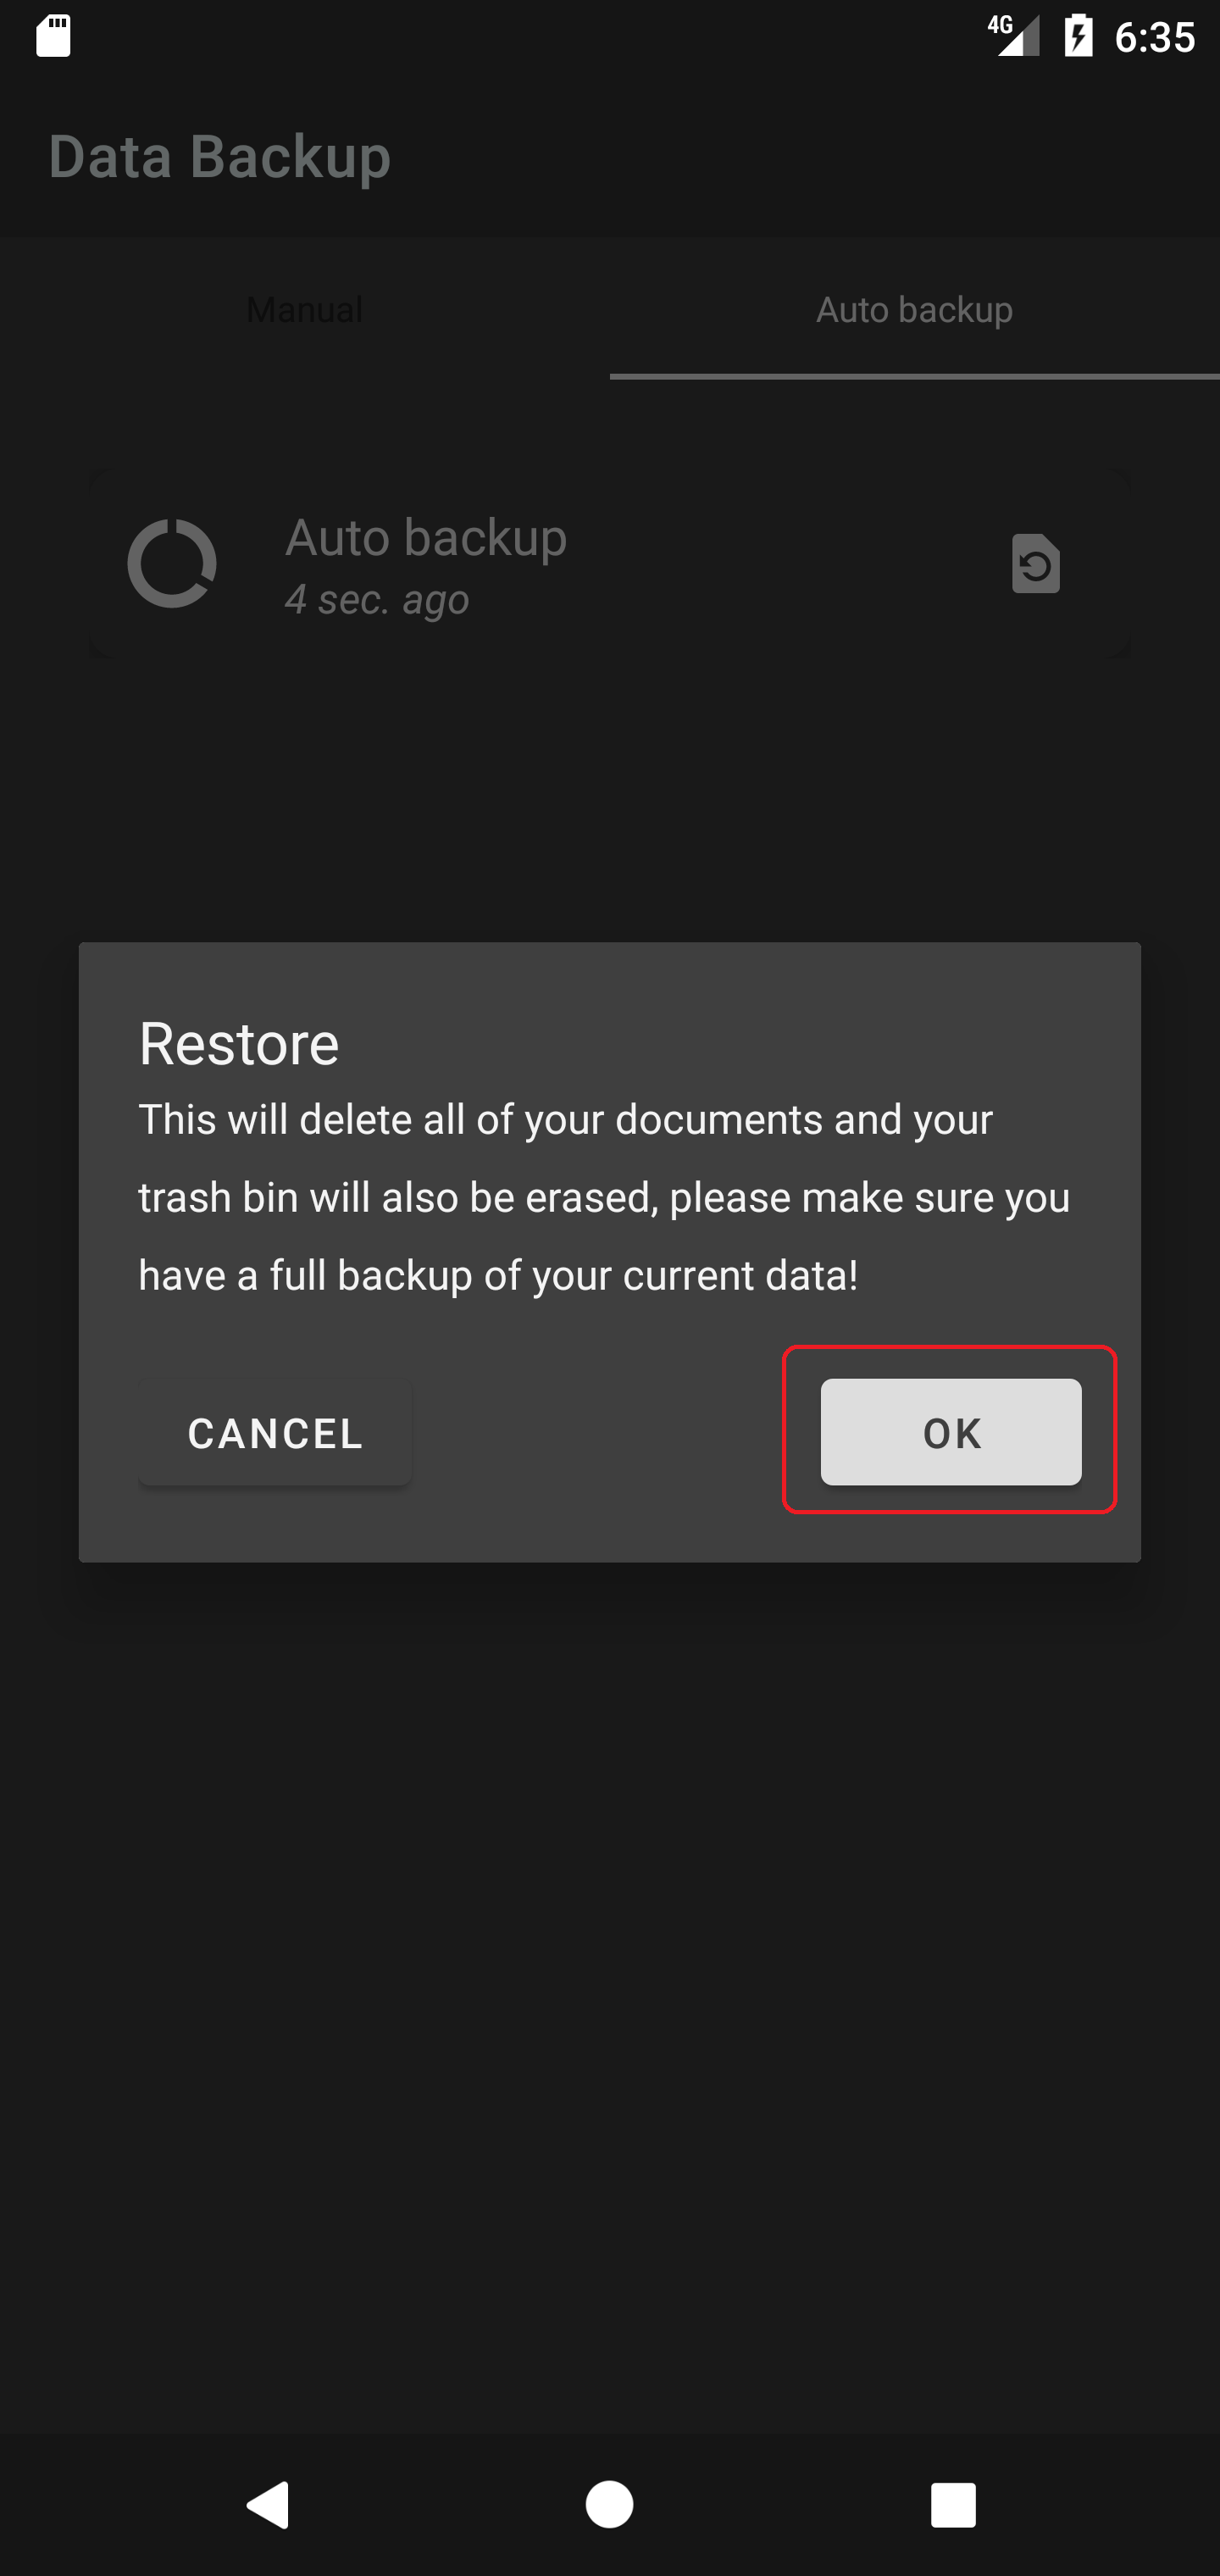 4G 6:35
Data Backup
Manual Auto backup
Auto backup
4 sec. ago
Restore
This will delete all of your documents and your
trash bin will also be erased, please make sure you
have a full backup of your current data!
CANCEL OK